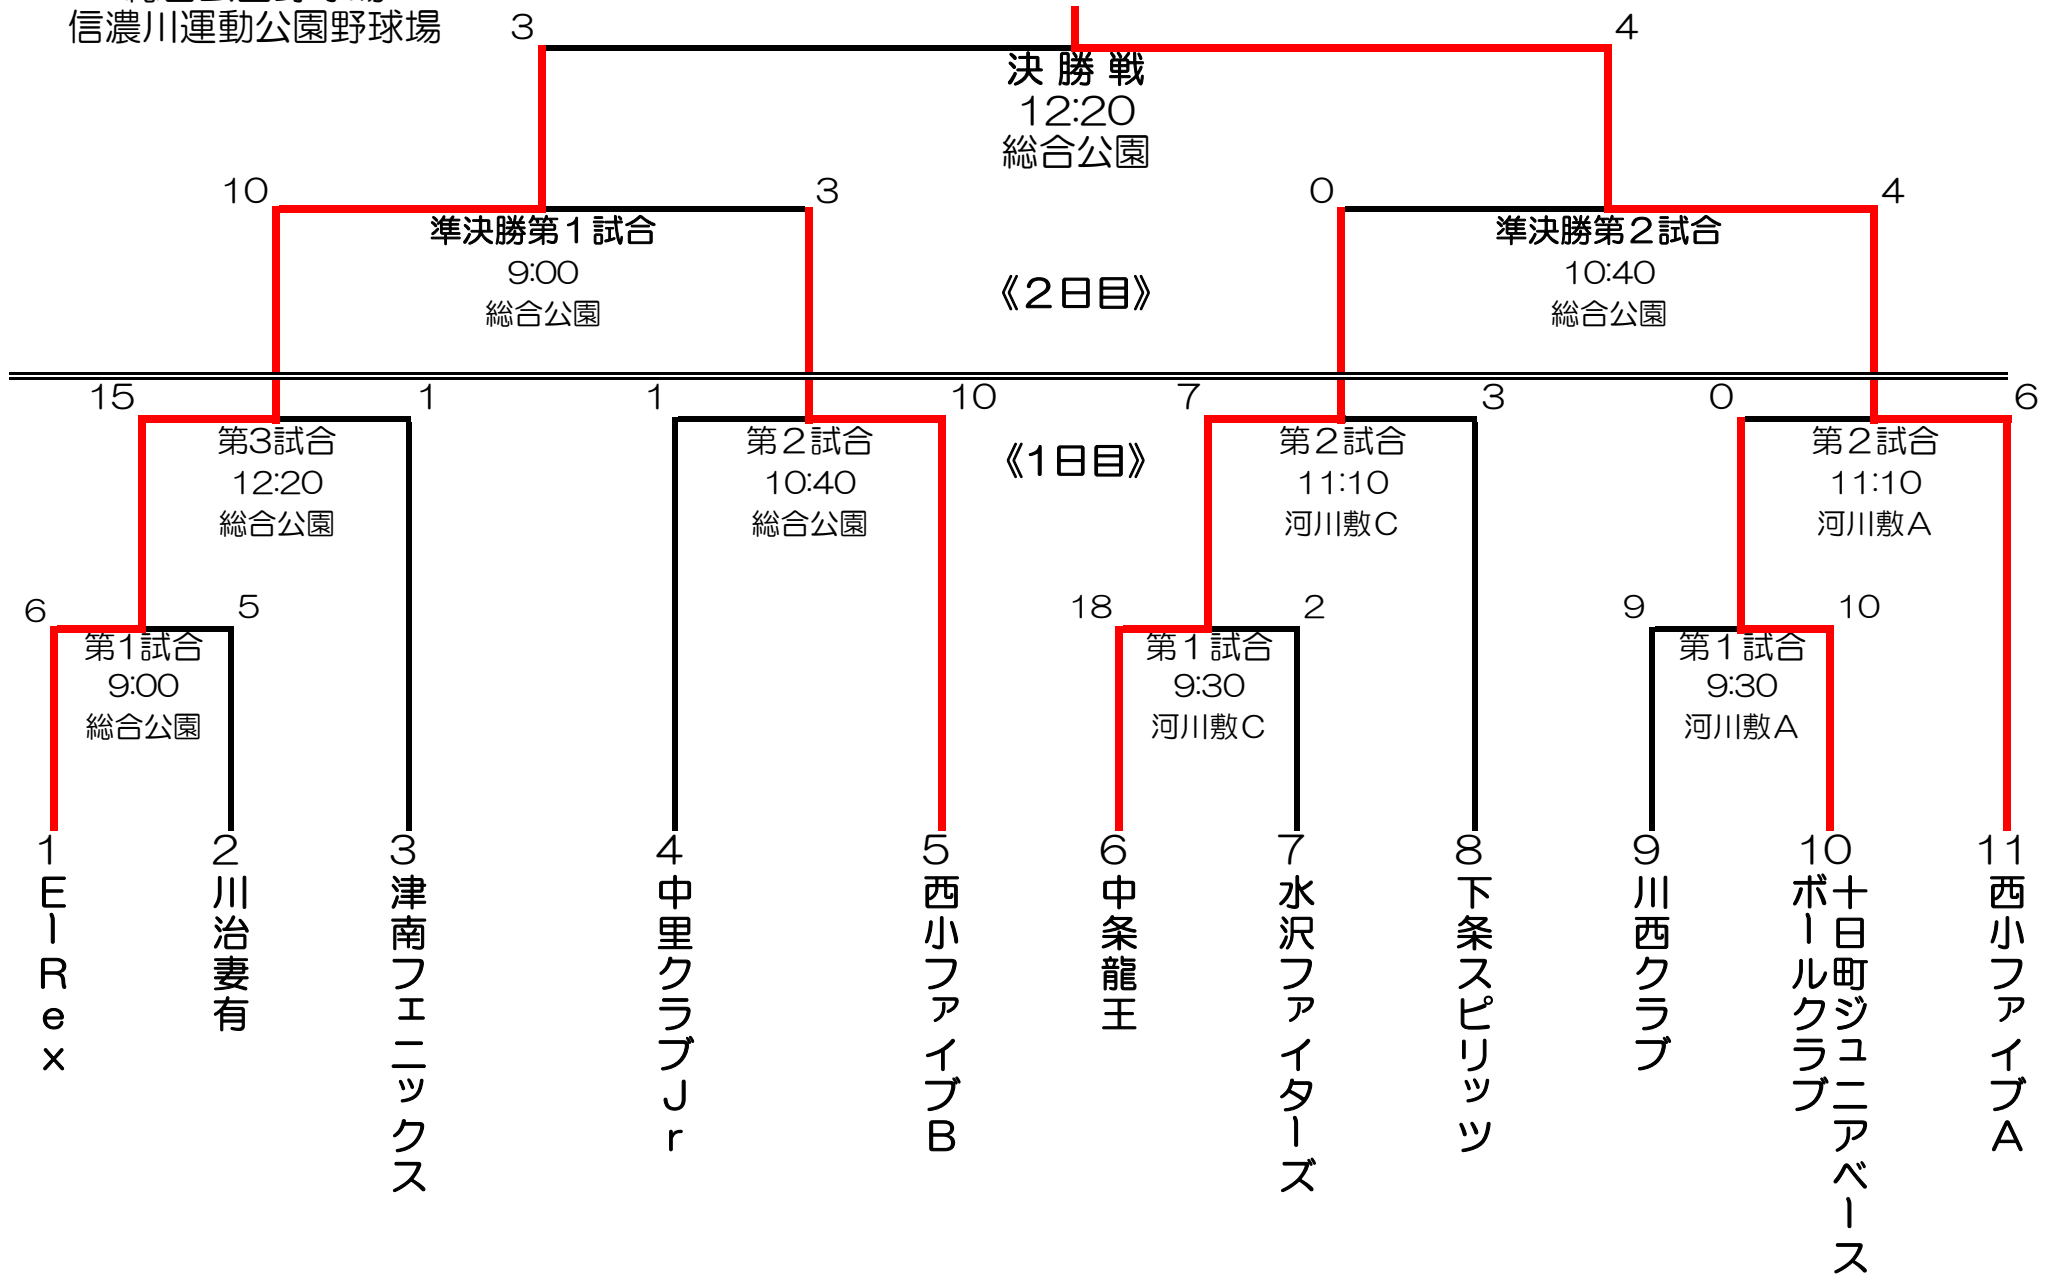 信濃川運動公園野球場
3
4
決勝戦
12:20
総合公園
10
3
0
4
準決勝第1試合
9:00
総合公園
《2日目》
準決勝第2試合
10:40
総合公園
15
1
1
10
7
3
0
6
第3試合
12:20
総合公園
第2試合
10:40
総合公園
《1日目》
第2試合
11:10
河川敷C
第2試合
11:10
河川敷A
6
5
18
2
9
10
第1試合
9:00
総合公園
第1試合
9:30
河川敷C
第1試合
9:30
河川敷A
1
EーRex
2
川治妻有
3
津南フェニックス
4
中里クラブJr
5
西小ファイブB
6
中条龍王
7
水沢ファイターズ
8
下条スピリッツ
9
川西クラブ
10
十日町ジュニアベース
ボールクラブ
11
西小ファイブA